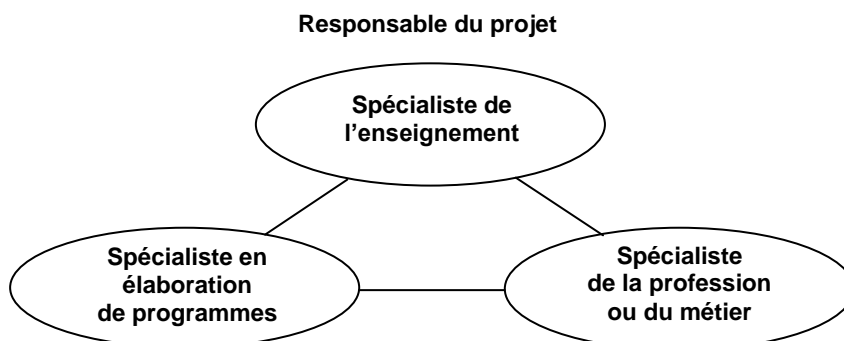 Responsable du projet
Spécialiste de
l’enseignement
Spécialiste en
élaboration
de programmes
Spécialiste
de la profession
ou du métier